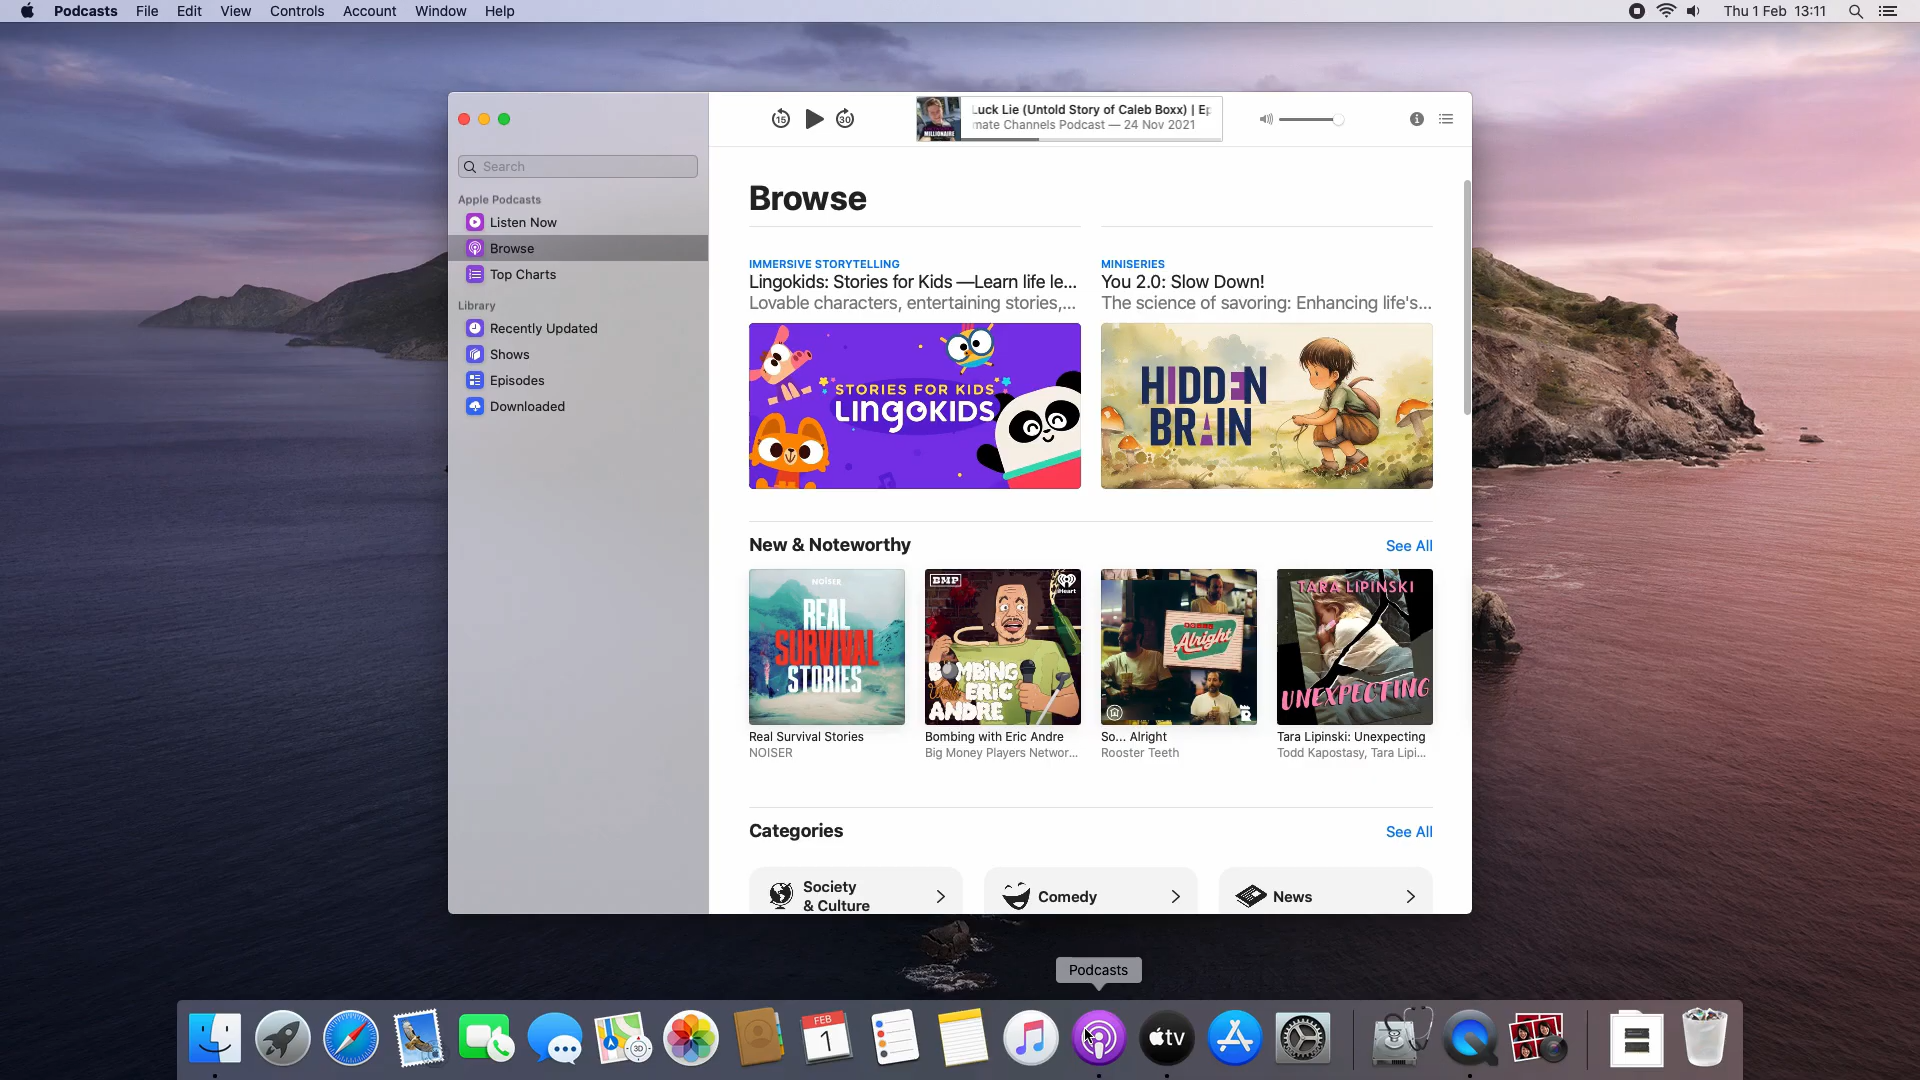 Podcasts File Edit View Controls Account Window Help
Thu 1 Feb 13:11
15
30
MILLIONAIRE
Luck Lie (Untold Story of Caleb Boxx) | Ep
mate Channels Podcast — 24 Nov 2021
Search
Apple Podcasts
Listen Now
Browse
Top Charts
Library
Recently Updated
Shows
Episodes
Downloaded
Browse
IMMERSIVE STORYTELLING
Lingokids: Stories for Kids —Learn life le...
Lovable characters, entertaining stories,...
STORIES FOR KIDS
LINGOKIDS
MINISERIES
You 2.0: Slow Down!
The science of savoring: Enhancing life's...
HIDDEN
BRAIN
New & Noteworthy
See All
NOISER
REAL
SURVIVAL
STORIES
Real Survival Stories
NOISER
BMP
iHeart
BOMBING
with ERIC
ANDRE
Bombing with Eric Andre
Big Money Players Networ...
Alright
So... Alright
Rooster Teeth
TARA LIPINSKI
UNEXPECTING
Tara Lipinski: Unexpecting
Todd Kapostasy, Tara Lipi...
Categories
See All
Society
& Culture
Comedy
News
Podcasts
3D
FEB
1
tv